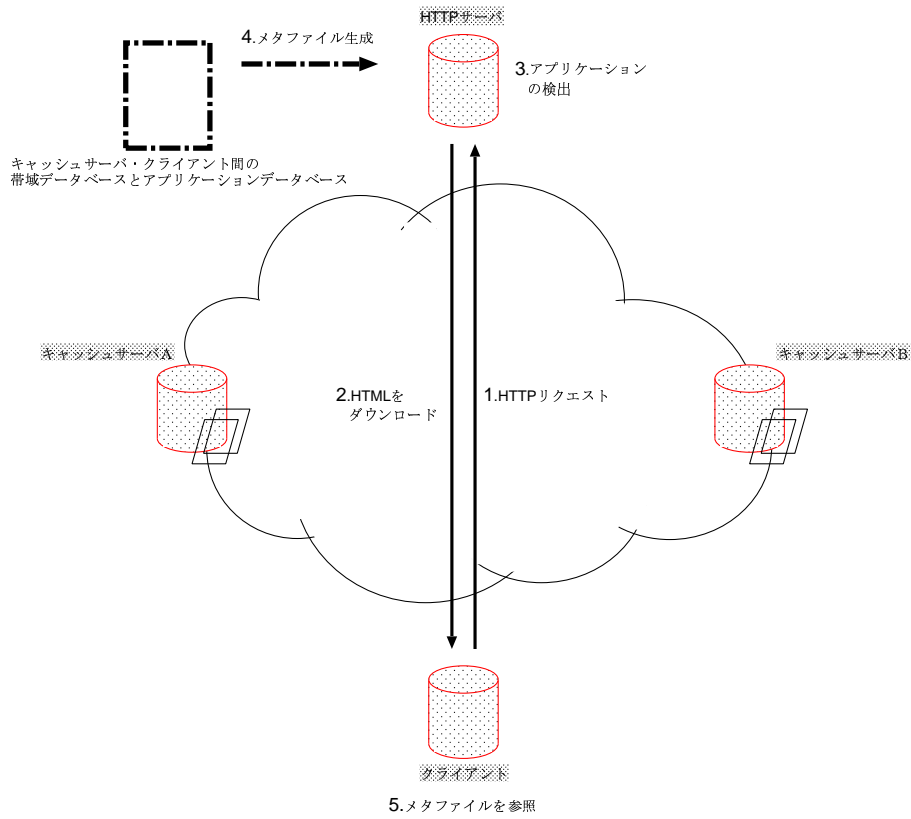 HTTPサーバ
4.メタファイル生成
3.アプリケーション
の検出
キャッシュサーバ・クライアント間の
帯域データベースとアプリケーションデータベース
キャッシュサーバA
キャッシュサーバB
2.HTMLを
ダウンロード
1.HTTPリクエスト
クライアント
5.メタファイルを参照